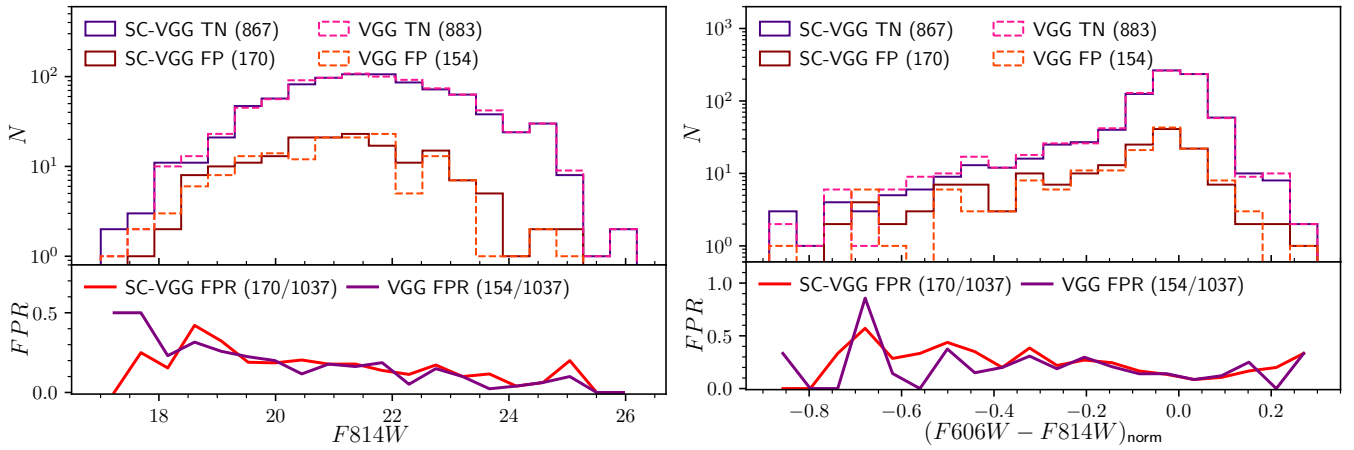 SC-VGG TN (867) VGG TN (883)
SC-VGG FP (170) VGG FP (154)
10²
10¹
10⁰
N
SC-VGG FPR (170/1037) VGG FPR (154/1037)
0.5
0.0
FPR
18 20 22 24 26
F814W
SC-VGG TN (867) VGG TN (883)
SC-VGG FP (170) VGG FP (154)
10³
10²
10¹
10⁰
N
SC-VGG FPR (170/1037) VGG FPR (154/1037)
1.0
0.5
0.0
FPR
−0.8 −0.6 −0.4 −0.2 0.0 0.2
(F606W − F814W)norm